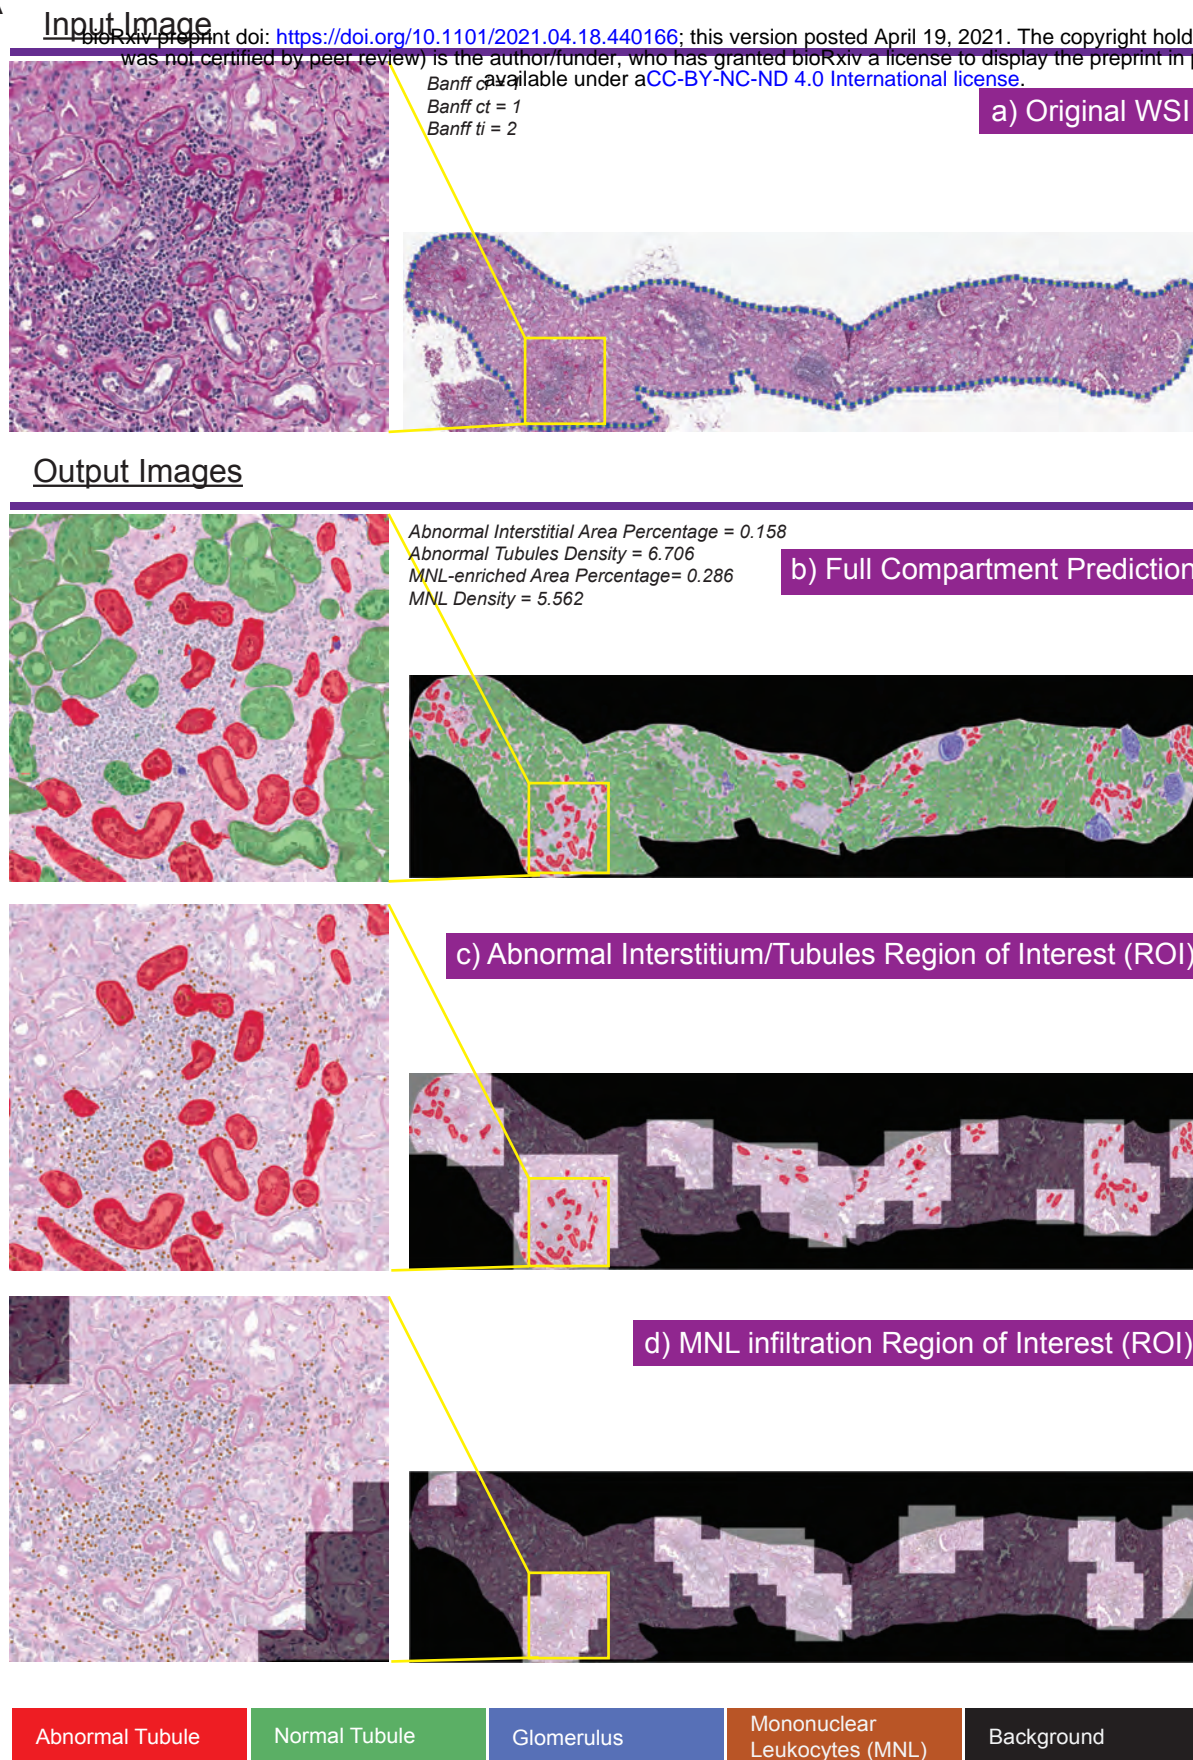 Input Image
bioRxiv preprint doi: https://doi.org/10.1101/2021.04.18.440166; this version posted April 19, 2021. The copyright hold
was not certified by peer review) is the author/funder, who has granted bioRxiv a license to display the preprint in p
available under aCC-BY-NC-ND 4.0 International license.
Banff ci = 1
Banff ct = 1
Banff ti = 2
a) Original WSI
Output Images
Abnormal Interstitial Area Percentage = 0.158
Abnormal Tubules Density = 6.706
MNL-enriched Area Percentage= 0.286
MNL Density = 5.562
b) Full Compartment Prediction
c) Abnormal Interstitium/Tubules Region of Interest (ROI)
d) MNL infiltration Region of Interest (ROI)
Abnormal Tubule
Normal Tubule
Glomerulus
Mononuclear
Leukocytes (MNL)
Background